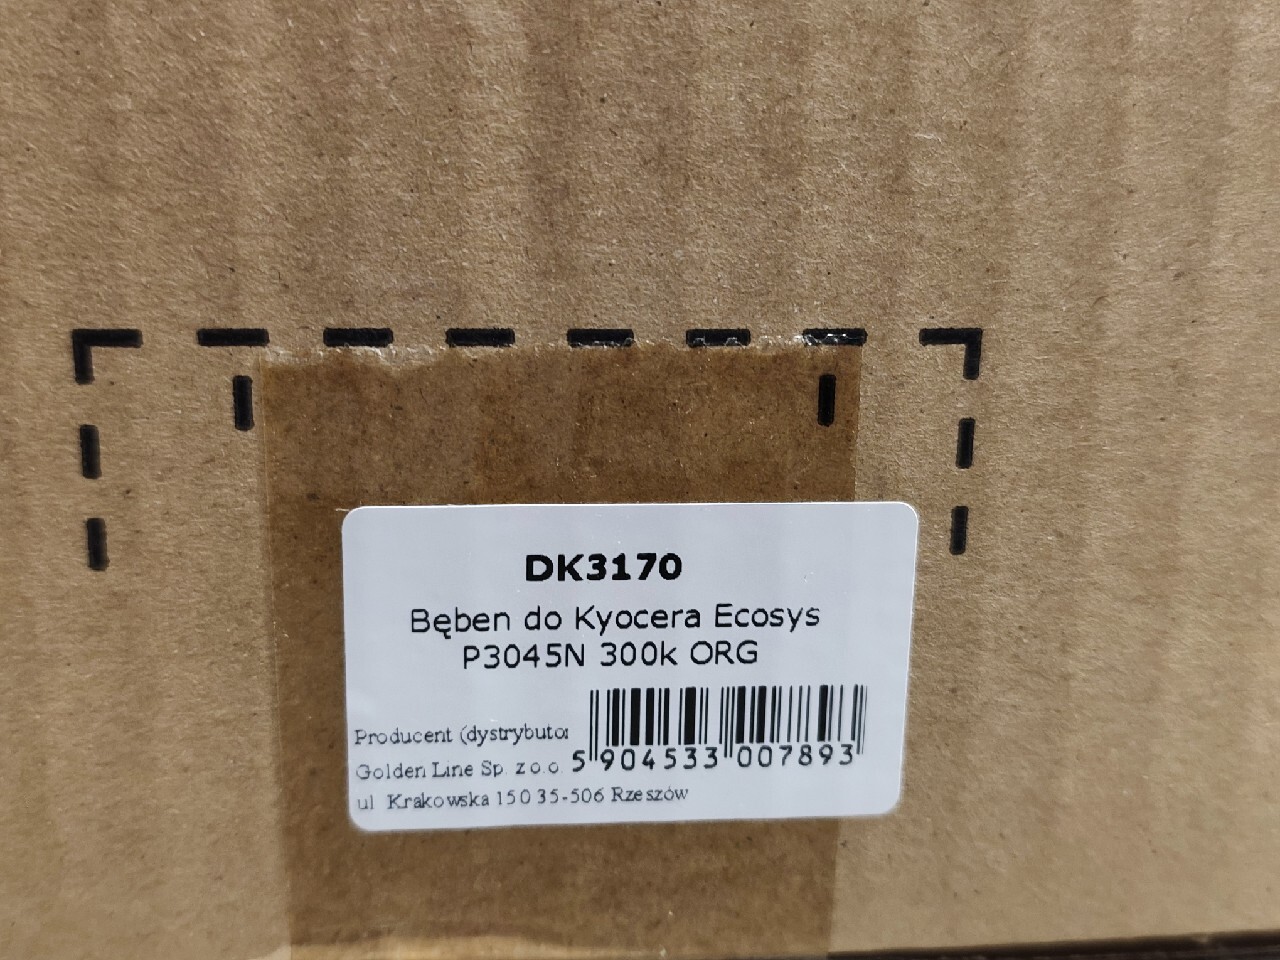 DK3170
Bęben do Kyocera Ecosys
P3045N 300k ORG
Producent (dystrybutor
Golden Line Sp. z o.o.
ul Krakowska 150 35-506 Rzeszów
5 904533 007893